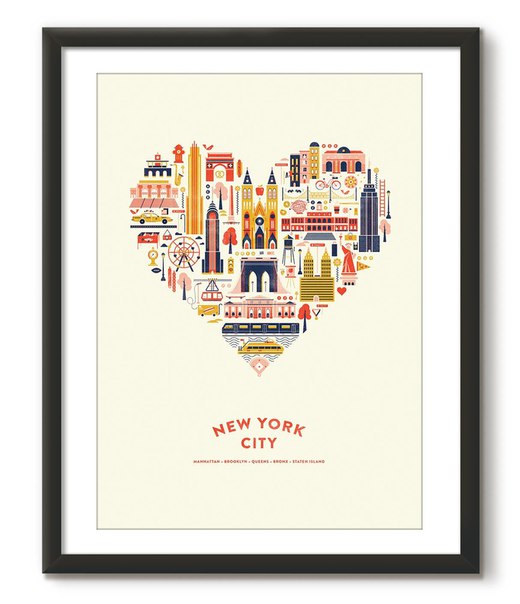 NEW YORK
CITY
MANHATTAN • BROOKLYN • QUEENS • BRONX • STATEN ISLAND